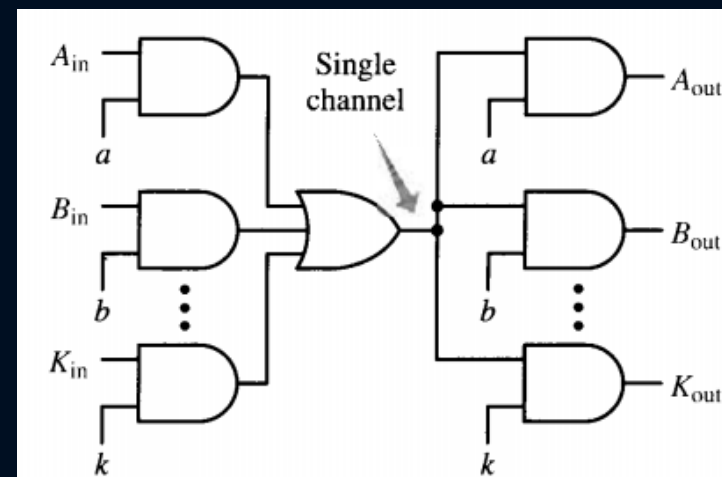 A_in
a
B_in
b
K_in
k
Single
channel
A_out
a
B_out
b
K_out
k